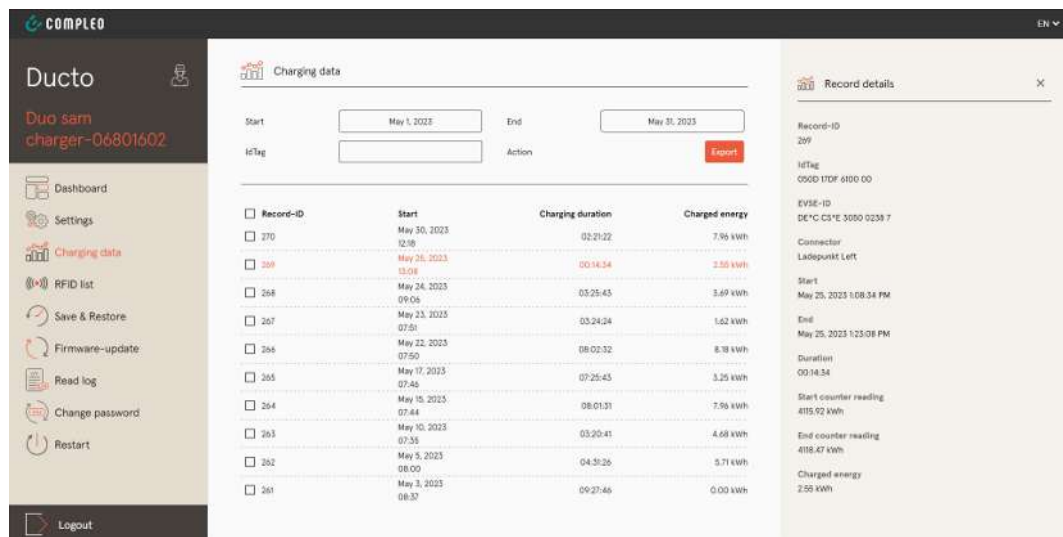 COMPLEO
EN
Ducto
Duo sam
charger-06801602
Dashboard
Settings
Charging data
RFID list
Save & Restore
Firmware-update
Read log
Change password
Restart
Logout
Charging data
Start May 1, 2023 End May 31, 2023
IdTag Action Export
Record-ID Start Charging duration Charged energy
270 May 30, 2023 02:21:22 7.96 kWh
12:18
269 May 25, 2023 00:14:34 2.55 kWh
13:08
268 May 24, 2023 03:25:43 3.69 kWh
09:06
267 May 23, 2023 03:24:24 1.62 kWh
07:51
266 May 22, 2023 08:02:32 8.18 kWh
07:50
265 May 17, 2023 07:25:43 3.25 kWh
07:46
264 May 15, 2023 08:01:31 7.96 kWh
07:44
263 May 10, 2023 03:20:41 4.68 kWh
07:35
262 May 5, 2023 04:31:26 5.71 kWh
08:00
261 May 3, 2023 09:27:46 0.00 kWh
08:37
Record details
Record-ID
269
IdTag
050D 17DF 6100 00
EVSE-ID
DE*C CS*E 3050 0238 7
Connector
Ladepunkt Left
Start
May 25, 2023 1:08:34 PM
End
May 25, 2023 1:23:08 PM
Duration
00:14:34
Start counter reading
4115.92 kWh
End counter reading
4118.47 kWh
Charged energy
2.55 kWh